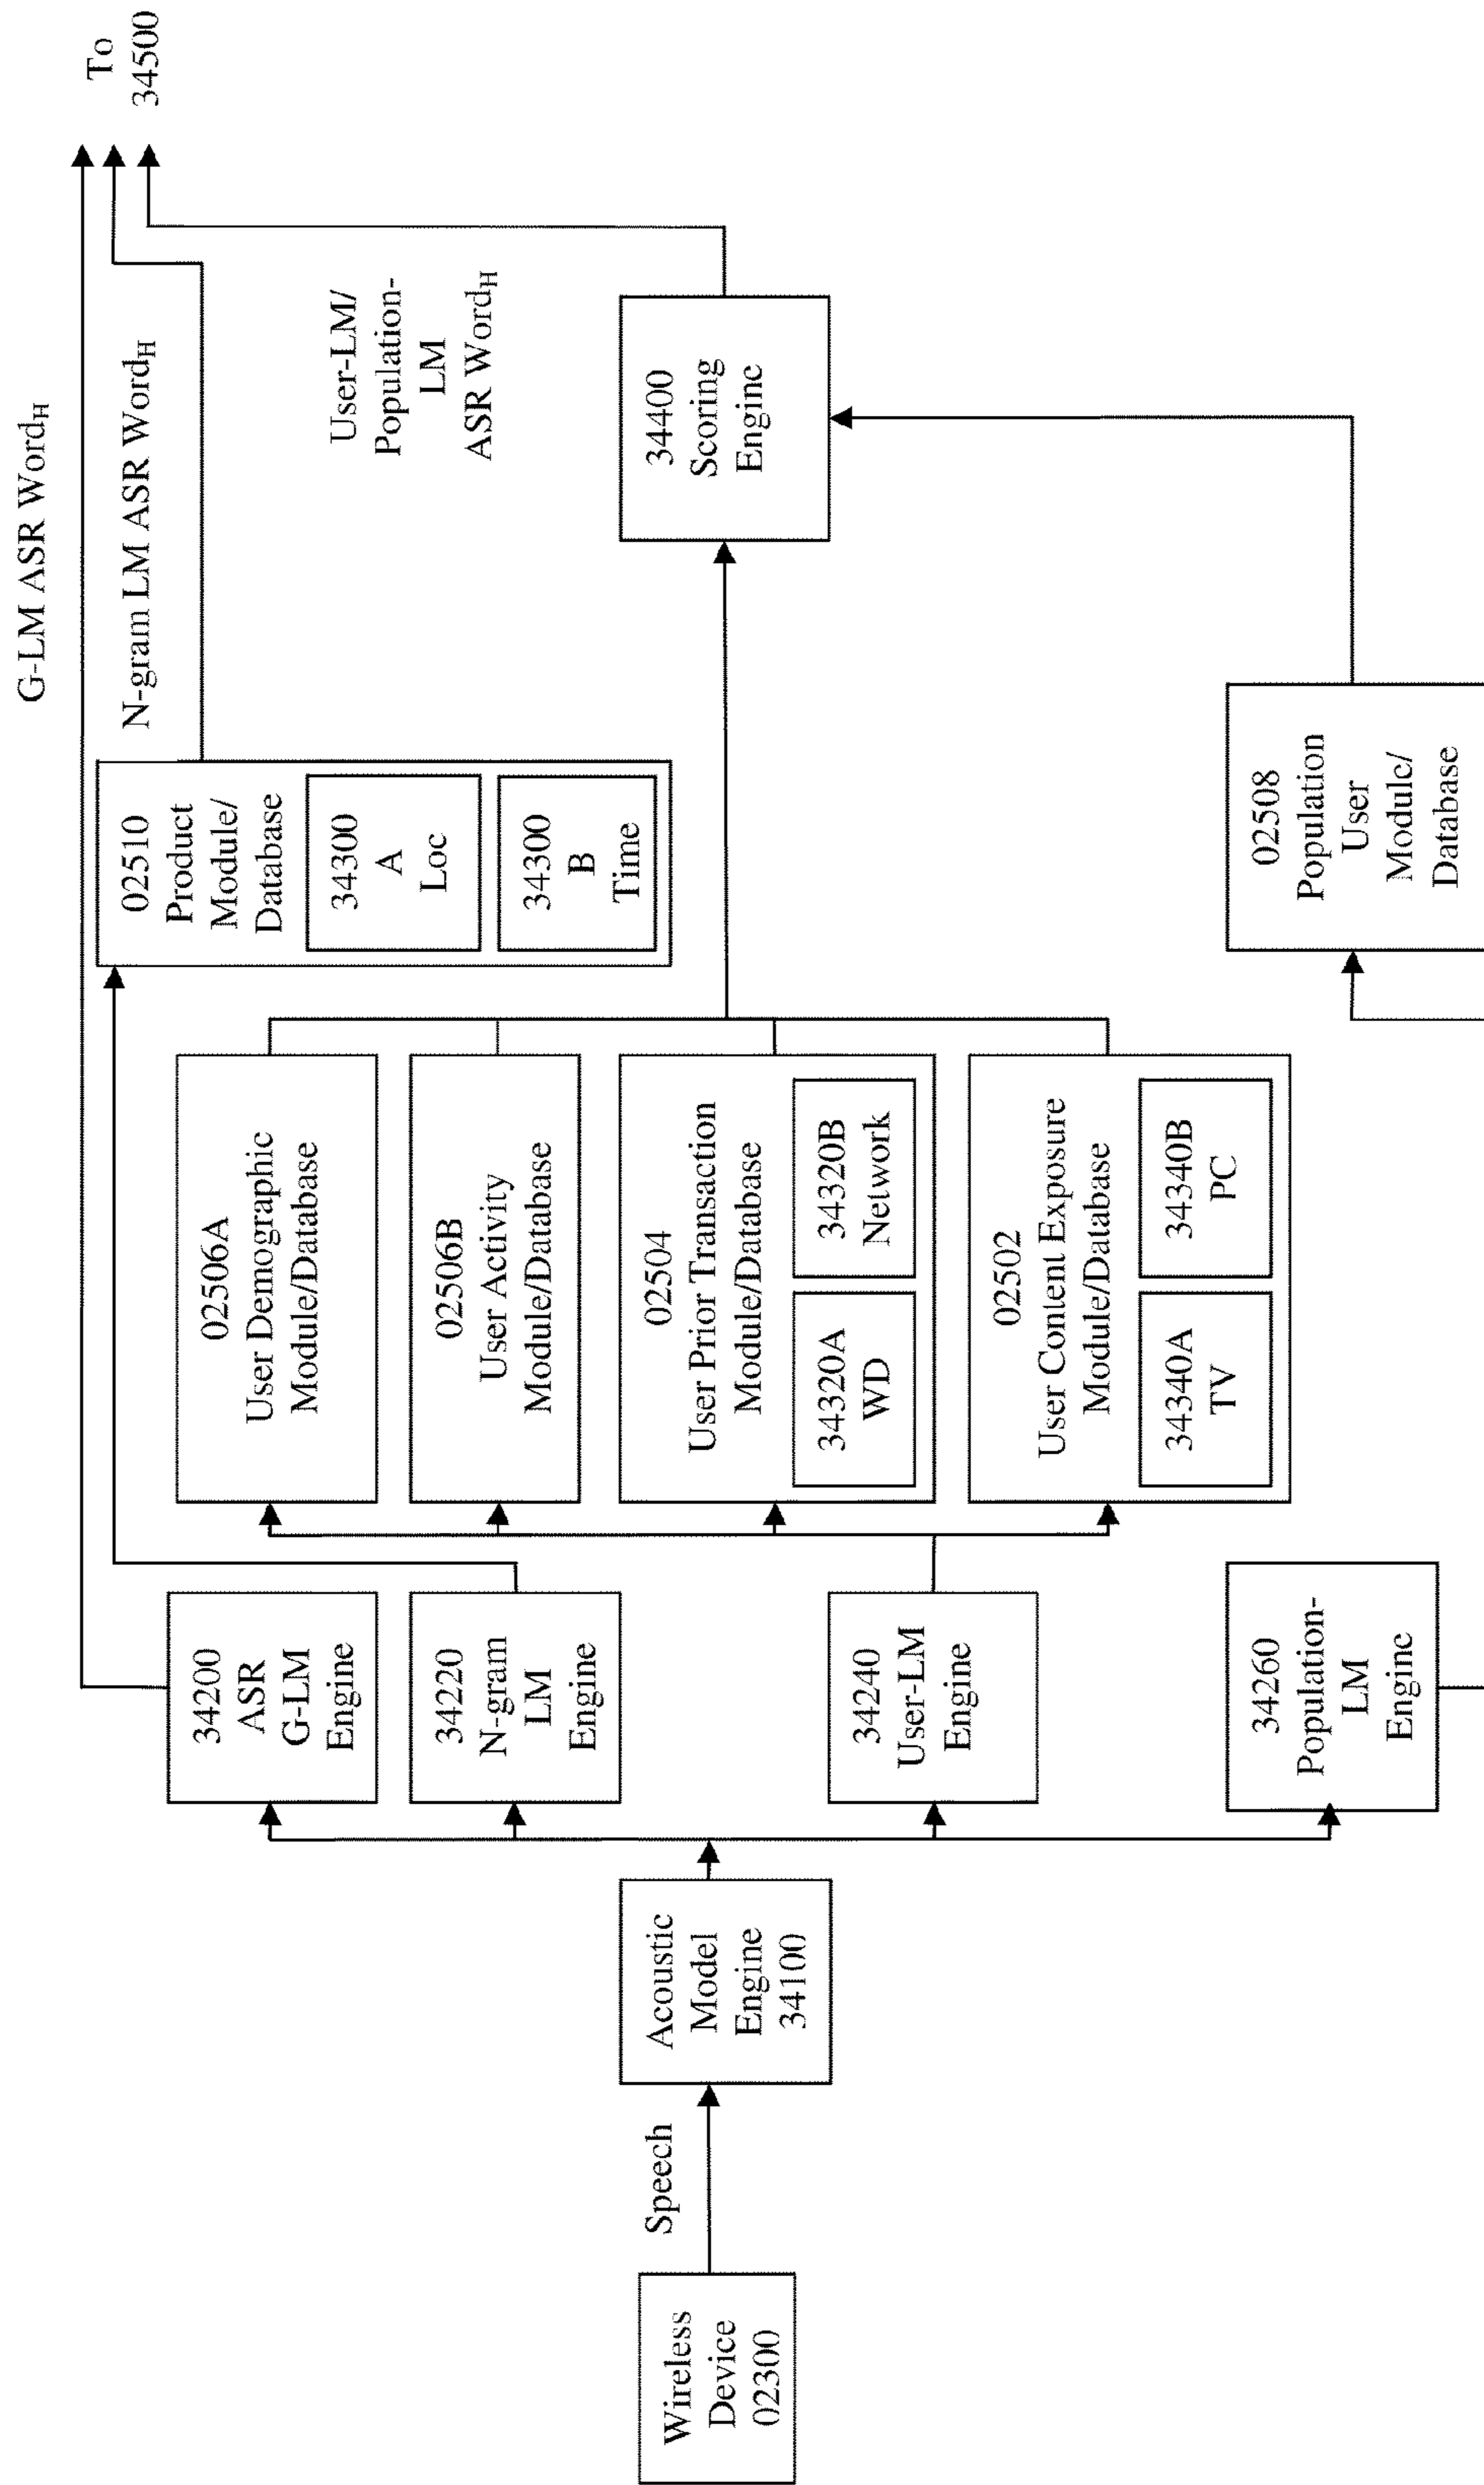 Wireless
Device
02300
Speech
Acoustic
Model
Engine
34100
34200
ASR
G-LM
Engine
34220
N-gram
LM
Engine
34240
User-LM
Engine
34260
Population-
LM
Engine
02506A
User Demographic
Module/Database
02506B
User Activity
Module/Database
02504
User Prior Transaction
Module/Database
34320A
WD
34320B
Network
02502
User Content Exposure
Module/Database
34340A
TV
34340B
PC
02510
Product
Module/
Database
34300
A
Loc
34300
B
Time
02508
Population
User
Module/
Database
34400
Scoring
Engine
G-LM ASR Word_H
N-gram LM ASR Word_H
User-LM/
Population-
LM
ASR Word_H
To
34500